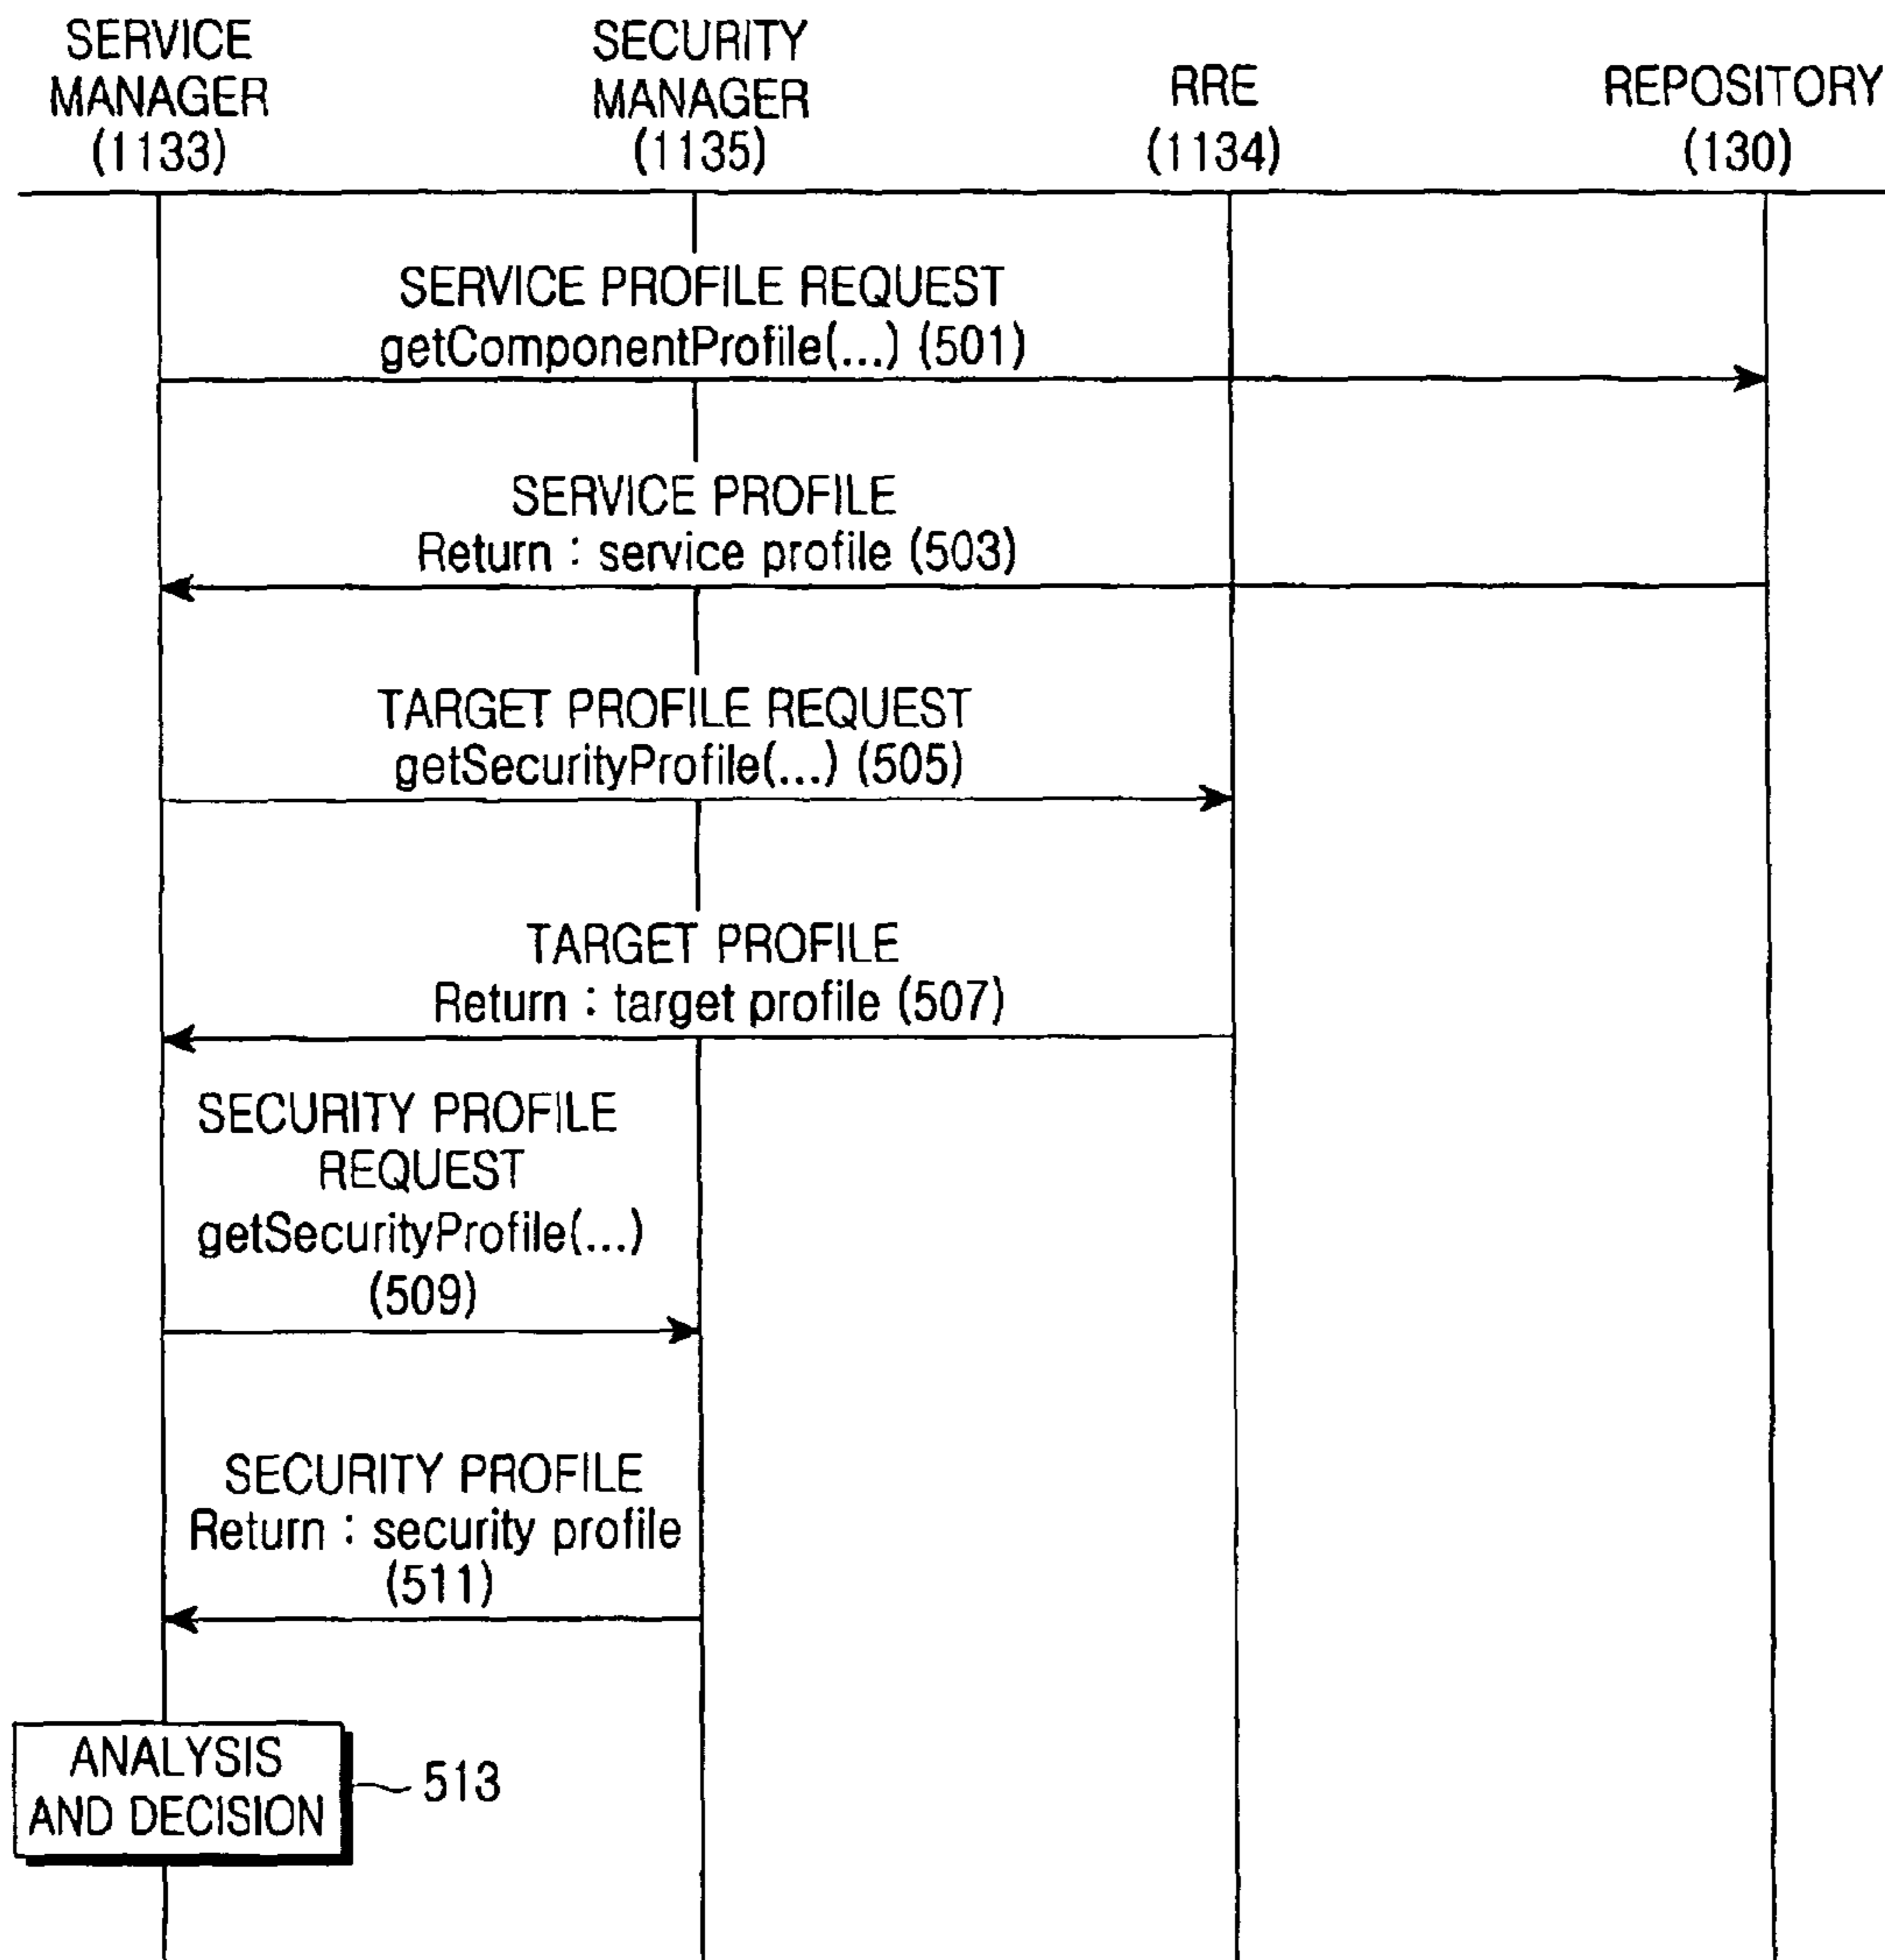 SERVICE
MANAGER
(1133)
SECURITY
MANAGER
(1135)
RRE
(1134)
REPOSITORY
(130)
SERVICE PROFILE REQUEST
getComponentProfile(...) (501)
SERVICE PROFILE
Return : service profile (503)
TARGET PROFILE REQUEST
getSecurityProfile(...) (505)
TARGET PROFILE
Return : target profile (507)
SECURITY PROFILE
REQUEST
getSecurityProfile(...)
(509)
SECURITY PROFILE
Return : security profile
(511)
ANALYSIS
AND DECISION
513